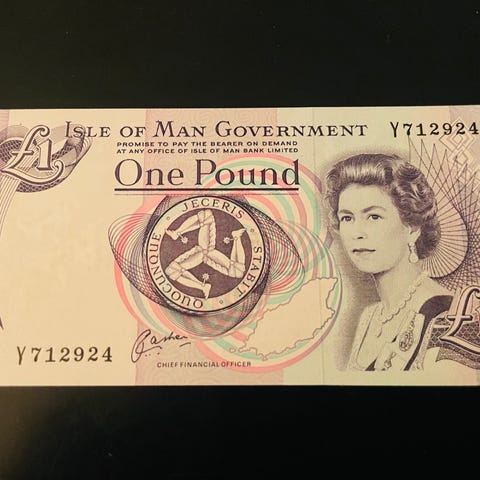 £1
ISLE OF MAN GOVERNMENT
Y712924
PROMISE TO PAY THE BEARER ON DEMAND
AT ANY OFFICE OF ISLE OF MAN BANK LIMITED
One Pound
QUOCUNQUE JECERIS STABIT
Y712924
CHIEF FINANCIAL OFFICER
£